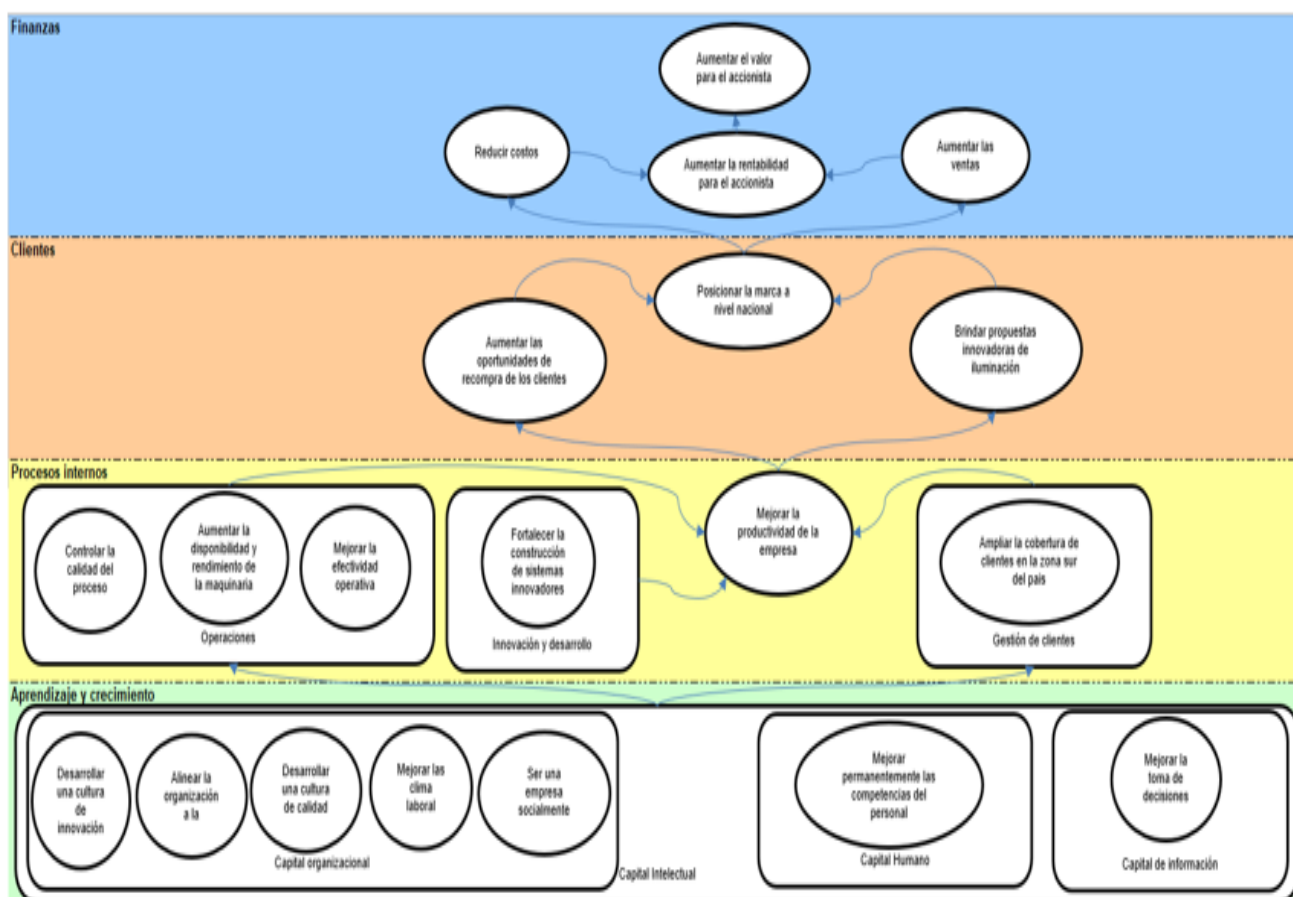 Finanzas
Aumentar el valor
para el accionista
Reducir costos
Aumentar la rentabilidad
para el accionista
Aumentar las
ventas
Clientes
Posicionar la marca a
nivel nacional
Aumentar las
oportunidades de
recompra de los clientes
Brindar propuestas
innovadoras de
iluminación
Procesos internos
Controlar la
calidad del
proceso
Aumentar la
disponibilidad y
rendimiento de
la maquinaria
Mejorar la
efectividad
operativa
Operaciones
Fortalecer la
construcción
de sistemas
innovadores
Innovación y desarrollo
Mejorar la
productividad de la
empresa
Ampliar la cobertura de
clientes en la zona sur
del pais
Gestión de clientes
Aprendizaje y crecimiento
Desarrollar
una cultura
de
innovación
Alinear la
organización
a la
Desarrollar
una cultura
de calidad
Mejorar las
clima
laboral
Ser una
empresa
socialmente
Capital organizacional
Capital Intelectual
Mejorar
permanentemente las
competencias del
personal
Capital Humano
Mejorar la
toma de
decisiones
Capital de información